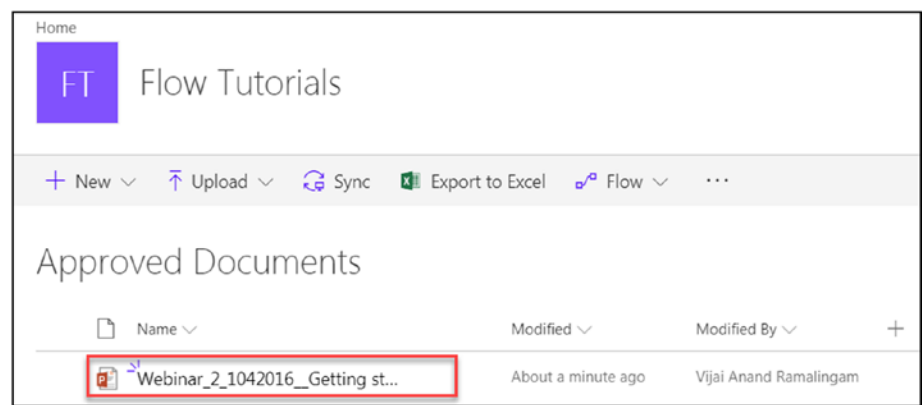 Home
FT Flow Tutorials
New Upload Sync Export to Excel Flow ...
Approved Documents
Name Modified Modified By
Webinar_2_1042016__Getting st... About a minute ago Vijai Anand Ramalingam